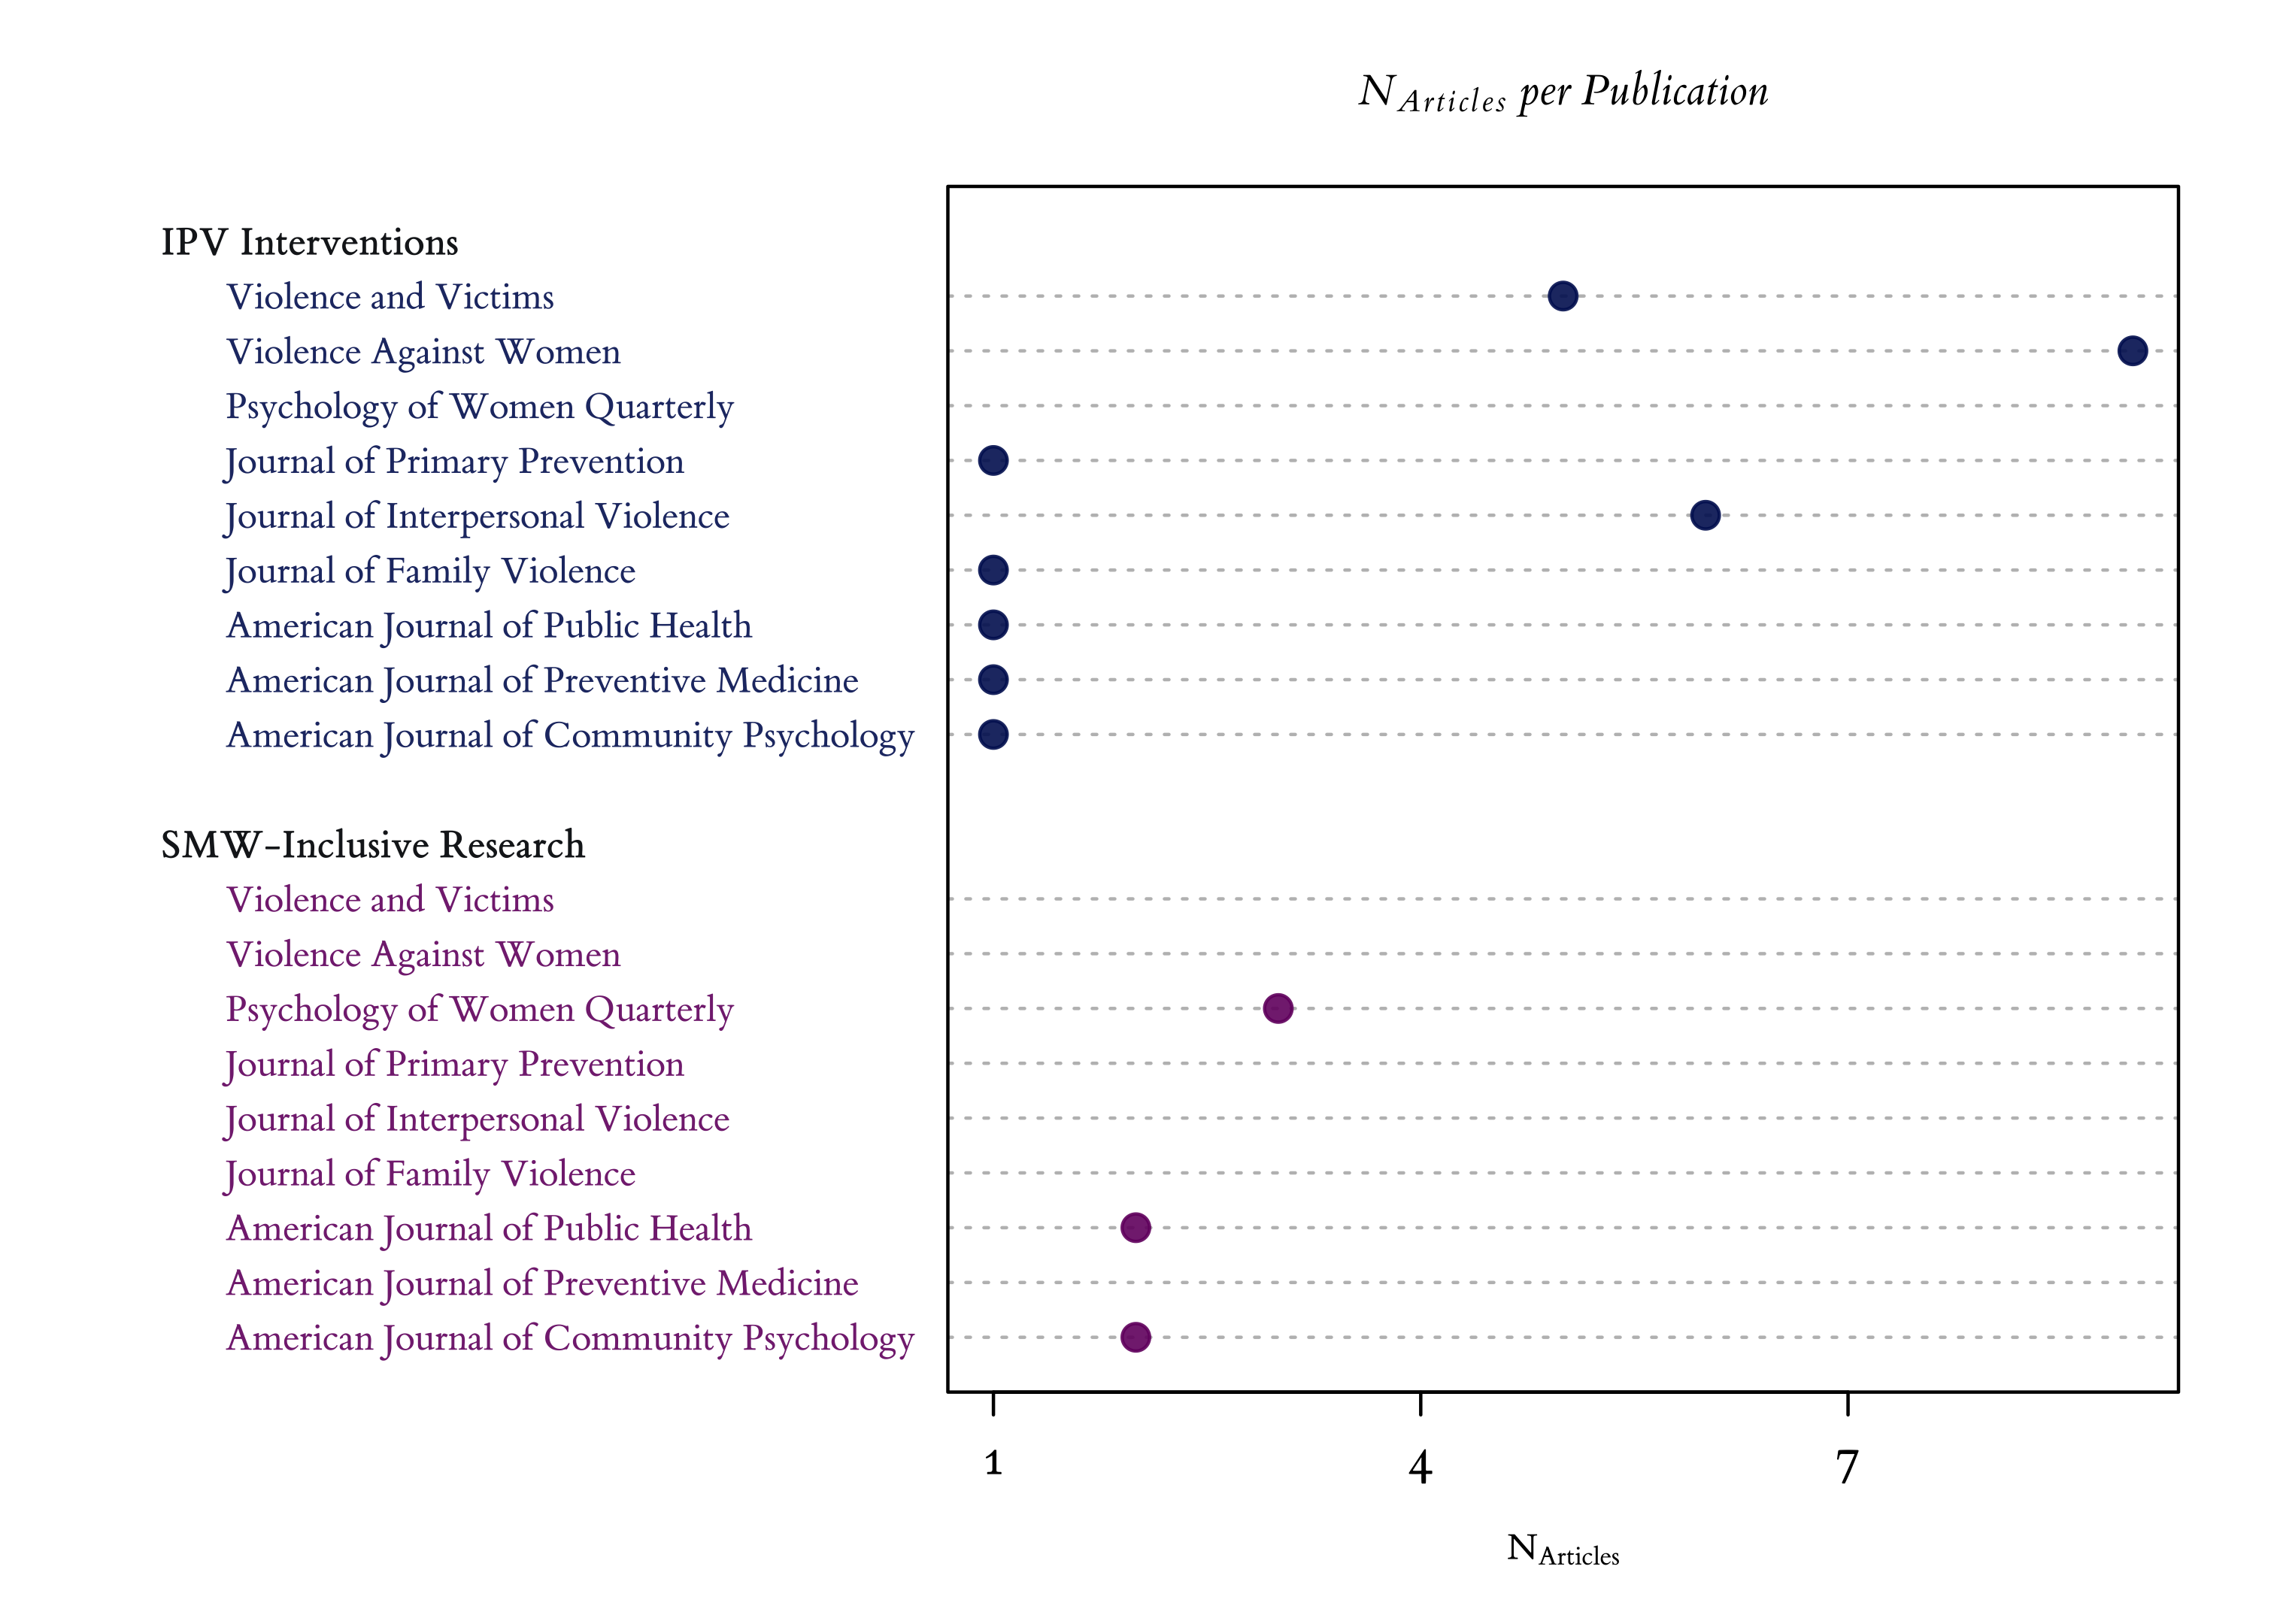 N Articles per Publication
IPV Interventions
Violence and Victims
Violence Against Women
Psychology of Women Quarterly
Journal of Primary Prevention
Journal of Interpersonal Violence
Journal of Family Violence
American Journal of Public Health
American Journal of Preventive Medicine
American Journal of Community Psychology
SMW-Inclusive Research
Violence and Victims
Violence Against Women
Psychology of Women Quarterly
Journal of Primary Prevention
Journal of Interpersonal Violence
Journal of Family Violence
American Journal of Public Health
American Journal of Preventive Medicine
American Journal of Community Psychology
1 4 7
N Articles